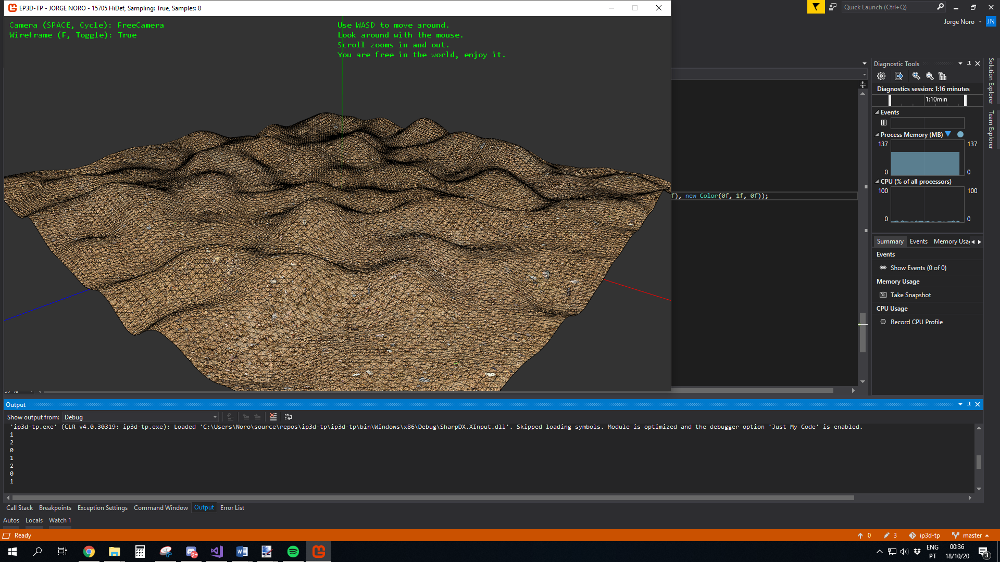 EP3D-TP - JORGE NORO - 15705 HiDef, Sampling: True, Samples: 8
Camera (SPACE, Cycle): FreeCamera
Wireframe (F, Toggle): True
Use WASD to move around.
Look around with the mouse.
Scroll zooms in and out.
You are free in the world, enjoy it.
Quick Launch (Ctrl+Q)
Jorge Noro
JN
Solution Explorer
Team Explorer
Diagnostic Tools
Diagnostics session: 1:16 minutes
1:10min
Events
Process Memory (MB)
137 137
0 0
CPU (% of all processors)
100 100
0 0
f), new Color(0f, 1f, 0f));
Summary Events Memory Usa
Events
Show Events (0 of 0)
Memory Usage
Take Snapshot
CPU Usage
Record CPU Profile
Output
Show output from: Debug
'ip3d-tp.exe' (CLR v4.0.30319: ip3d-tp.exe): Loaded 'C:\Users\Noro\source\repos\ip3d-tp\ip3d-tp\bin\Windows\x86\Debug\SharpDX.XInput.dll'. Skipped loading symbols. Module is optimized and the debugger option 'Just My Code' is enabled.
1
2
0
1
2
0
1
Call Stack Breakpoints Exception Settings Command Window Output Error List
Autos Locals Watch 1
Ready
0 3 ip3d-tp master
9+
ENG
PT
00:36
18/10/20
3